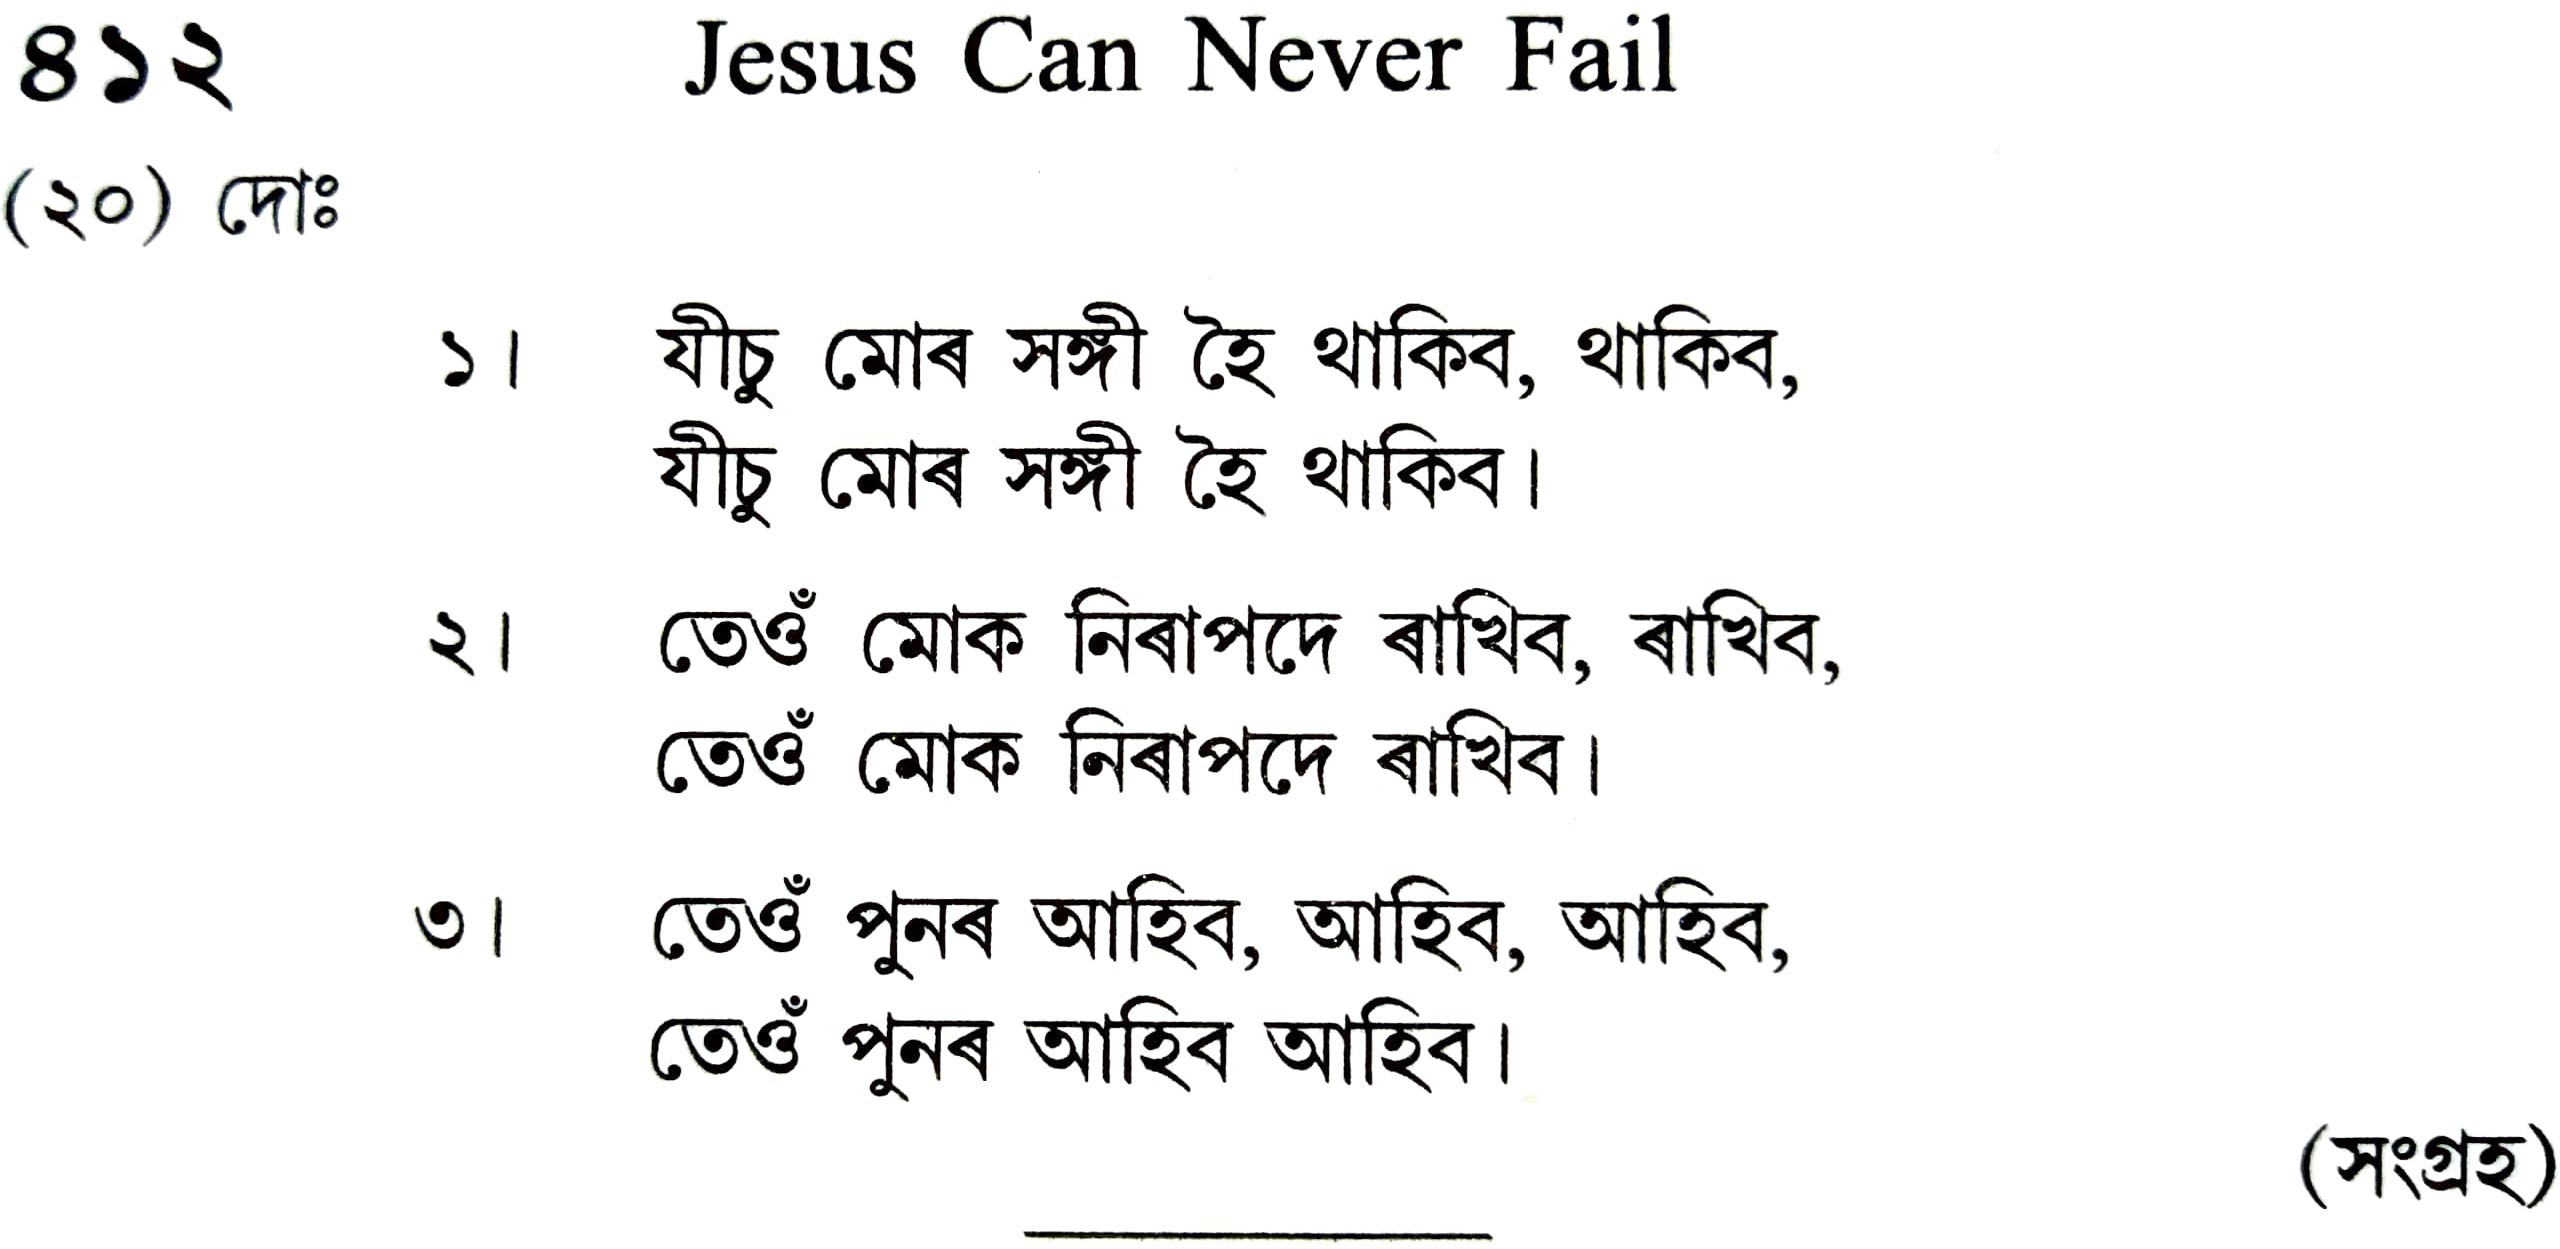 ৪১২ Jesus Can Never Fail
(২০) দোঃ
১। যীচু মোৰ সঙ্গী হৈ থাকিব, থাকিব,
যীচু মোৰ সঙ্গী হৈ থাকিব।
২। তেওঁ মোক নিৰাপদে ৰাখিব, ৰাখিব,
তেওঁ মোক নিৰাপদে ৰাখিব।
৩। তেওঁ পুনৰ আহিব, আহিব, আহিব,
তেওঁ পুনৰ আহিব আহিব।
(সংগ্ৰহ)